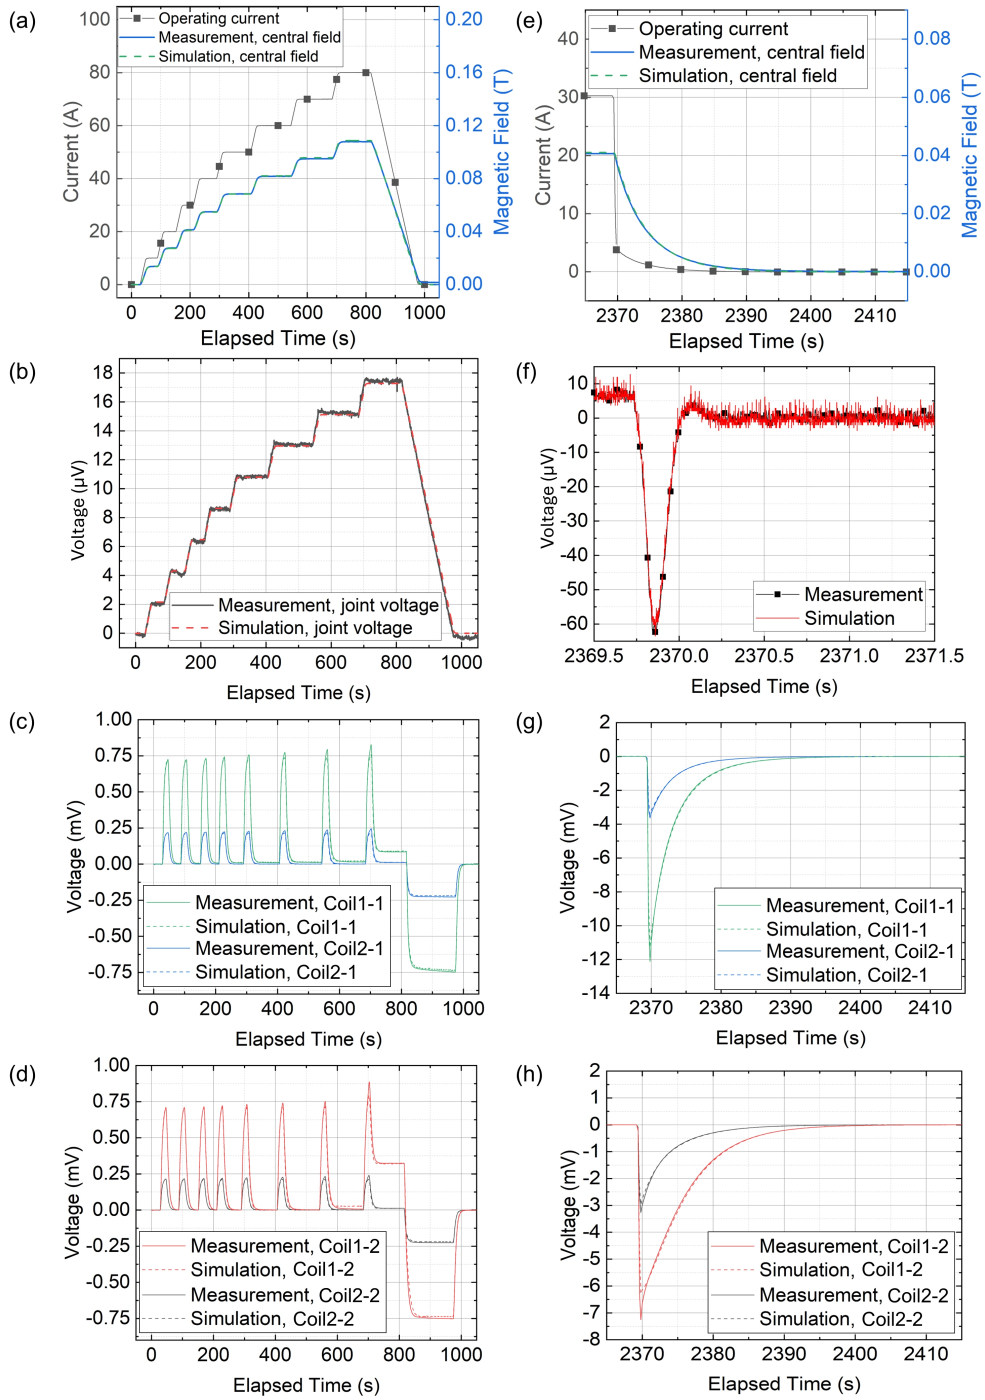 (a)
Operating current
Measurement, central field
Simulation, central field
100
80
60
40
20
0
Current (A)
0.20
0.16
0.12
0.08
0.04
0.00
Magnetic Field (T)
0 200 400 600 800 1000
Elapsed Time (s)
(e)
Operating current
Measurement, central field
Simulation, central field
40
30
20
10
0
Current (A)
0.08
0.06
0.04
0.02
0.00
Magnetic Field (T)
2370 2380 2390 2400 2410
Elapsed Time (s)
(b)
18
16
14
12
10
8
6
4
2
0
Voltage (µV)
Measurement, joint voltage
Simulation, joint voltage
0 200 400 600 800 1000
Elapsed Time (s)
(f)
10
0
-10
-20
-30
-40
-50
-60
Voltage (µV)
Measurement
Simulation
2369.5 2370.0 2370.5 2371.0 2371.5
Elapsed Time (s)
(c)
1.00
0.75
0.50
0.25
0.00
-0.25
-0.50
-0.75
Voltage (mV)
Measurement, Coil1-1
Simulation, Coil1-1
Measurement, Coil2-1
Simulation, Coil2-1
0 200 400 600 800 1000
Elapsed Time (s)
(g)
2
0
-2
-4
-6
-8
-10
-12
-14
Voltage (mV)
Measurement, Coil1-1
Simulation, Coil1-1
Measurement, Coil2-1
Simulation, Coil2-1
2370 2380 2390 2400 2410
Elapsed Time (s)
(d)
1.00
0.75
0.50
0.25
0.00
-0.25
-0.50
-0.75
Voltage (mV)
Measurement, Coil1-2
Simulation, Coil1-2
Measurement, Coil2-2
Simulation, Coil2-2
0 200 400 600 800 1000
Elapsed Time (s)
(h)
2
1
0
-1
-2
-3
-4
-5
-6
-7
-8
Voltage (mV)
Measurement, Coil1-2
Simulation, Coil1-2
Measurement, Coil2-2
Simulation, Coil2-2
2370 2380 2390 2400 2410
Elapsed Time (s)